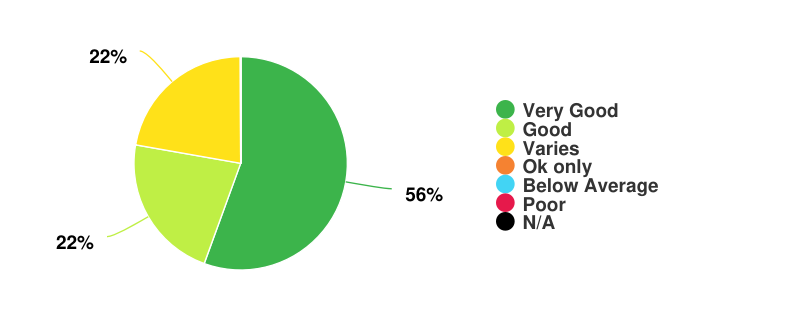 22%
56%
22%
Very Good
Good
Varies
Ok only
Below Average
Poor
N/A